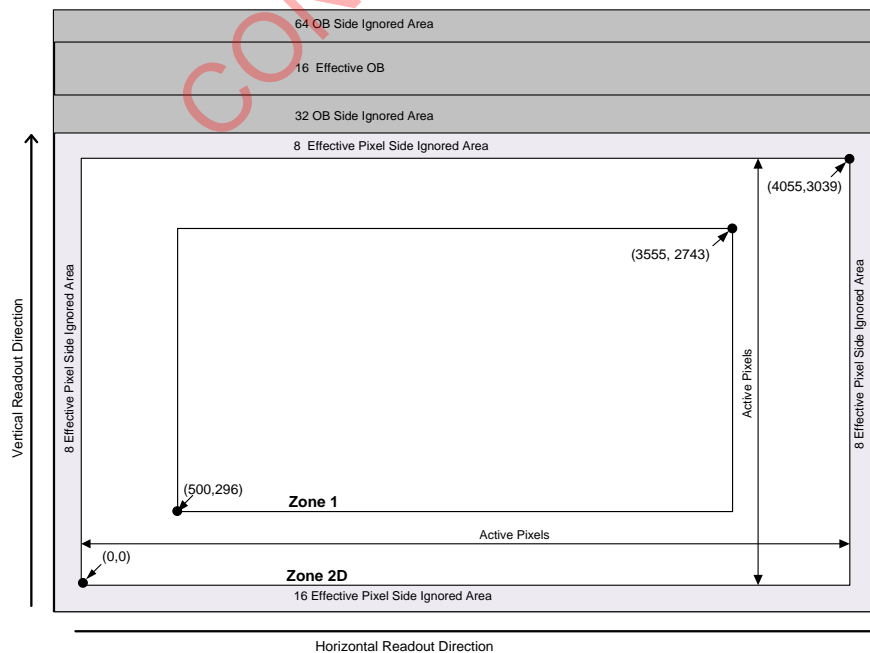 64 OB Side Ignored Area
16 Effective OB
32 OB Side Ignored Area
8 Effective Pixel Side Ignored Area
(4055,3039)
(3555, 2743)
8 Effective Pixel Side Ignored Area
8 Effective Pixel Side Ignored Area
Vertical Readout Direction
Active Pixels
(500,296)
Zone 1
Active Pixels
(0,0)
Zone 2D
16 Effective Pixel Side Ignored Area
Horizontal Readout Direction